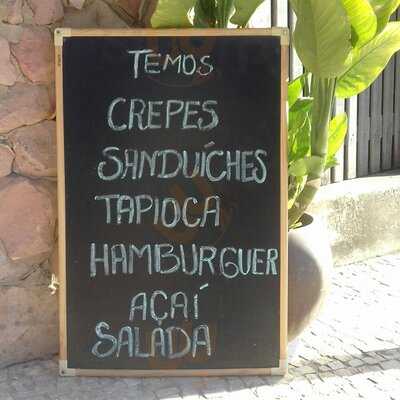 TEMOS
CREPES
SANDUÍCHES
TAPIOCA
HAMBURGUER
AÇAÍ
SALADA